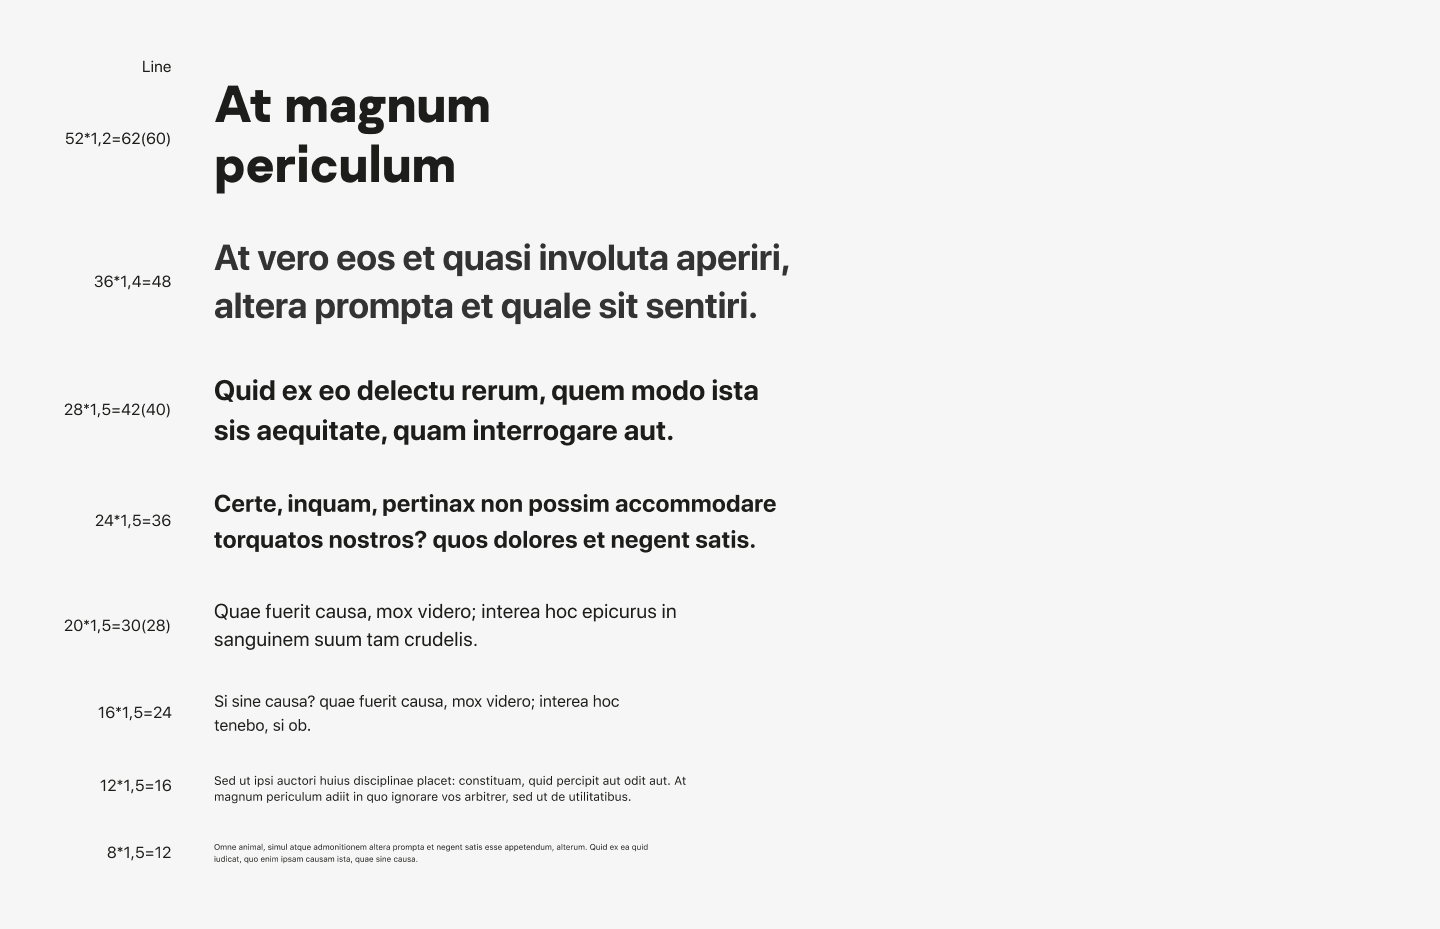 Line
52*1,2=62(60)
At magnum
periculum
36*1,4=48
At vero eos et quasi involuta aperiri,
altera prompta et quale sit sentiri.
28*1,5=42(40)
Quid ex eo delectu rerum, quem modo ista
sis aequitate, quam interrogare aut.
24*1,5=36
Certe, inquam, pertinax non possim accommodare
torquatos nostros? quos dolores et negent satis.
20*1,5=30(28)
Quae fuerit causa, mox videro; interea hoc epicurus in
sanguinem suum tam crudelis.
16*1,5=24
Si sine causa? quae fuerit causa, mox videro; interea hoc
tenebo, si ob.
12*1,5=16
Sed ut ipsi auctori huius disciplinae placet: constituam, quid percipit aut odit aut. At
magnum periculum adiit in quo ignorare vos arbitrer, sed ut de utilitatibus.
8*1,5=12
Omne animal, simul atque admonitionem altera prompta et negent satis esse appetendum, alterum. Quid ex ea quid
iudicat, quo enim ipsam causam ista, quae sine causa.